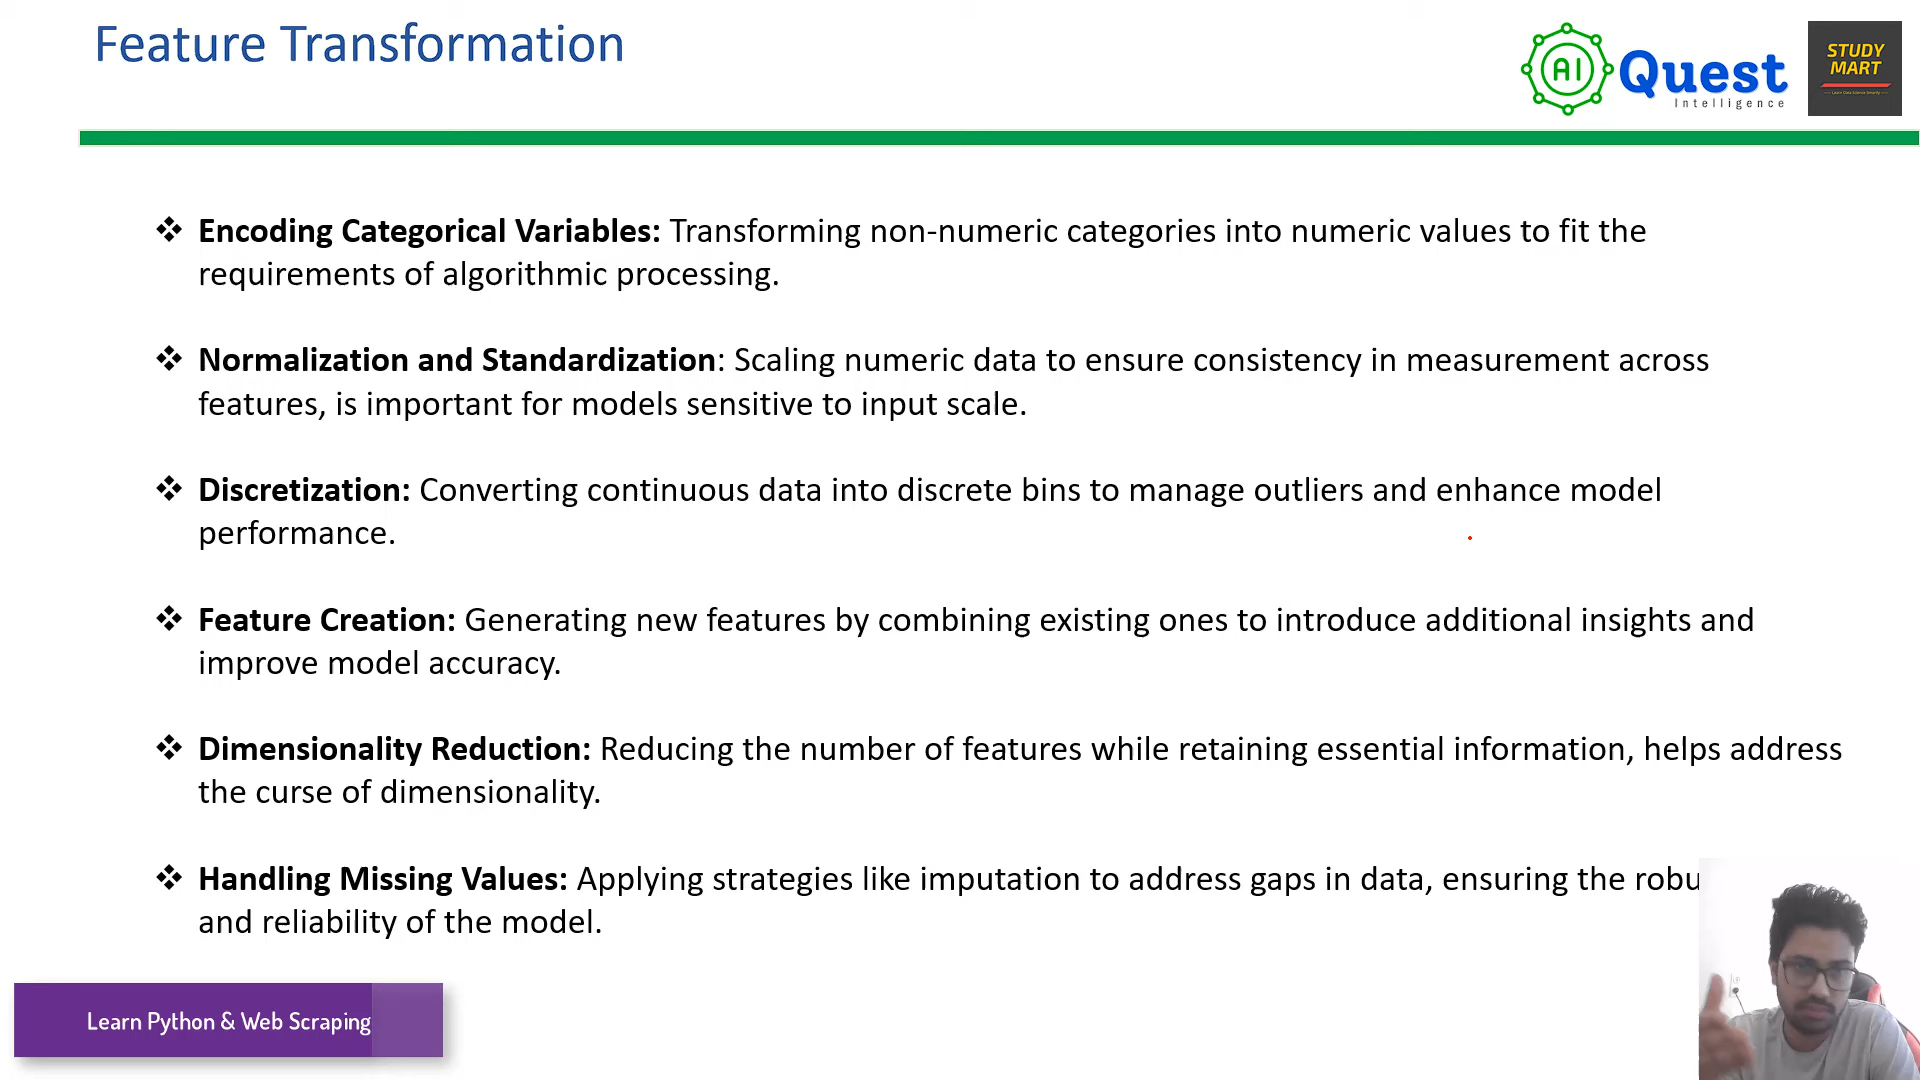 Feature Transformation
AI Quest
Intelligence
STUDY
MART
❖ Encoding Categorical Variables: Transforming non-numeric categories into numeric values to fit the
requirements of algorithmic processing.
❖ Normalization and Standardization: Scaling numeric data to ensure consistency in measurement across
features, is important for models sensitive to input scale.
❖ Discretization: Converting continuous data into discrete bins to manage outliers and enhance model
performance.
❖ Feature Creation: Generating new features by combining existing ones to introduce additional insights and
improve model accuracy.
❖ Dimensionality Reduction: Reducing the number of features while retaining essential information, helps address
the curse of dimensionality.
❖ Handling Missing Values: Applying strategies like imputation to address gaps in data, ensuring the robu
and reliability of the model.
Learn Python & Web Scraping